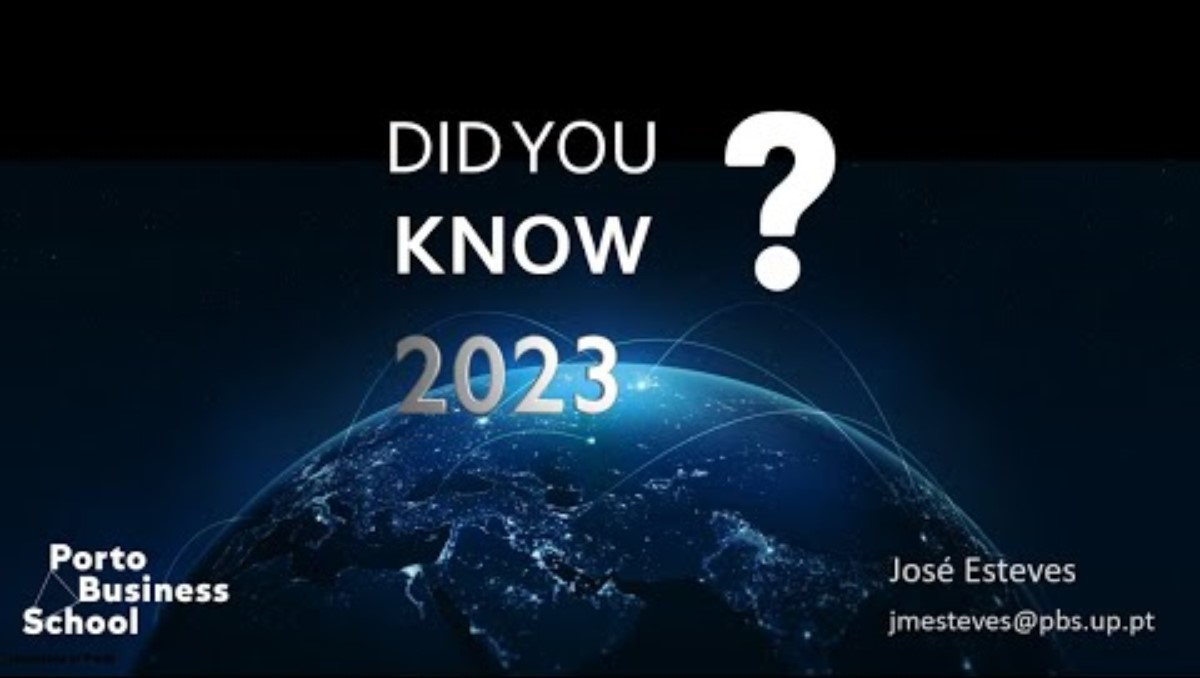 DID YOU
KNOW
?
2023
Porto
Business
School
José Esteves
jmesteves@pbs.up.pt